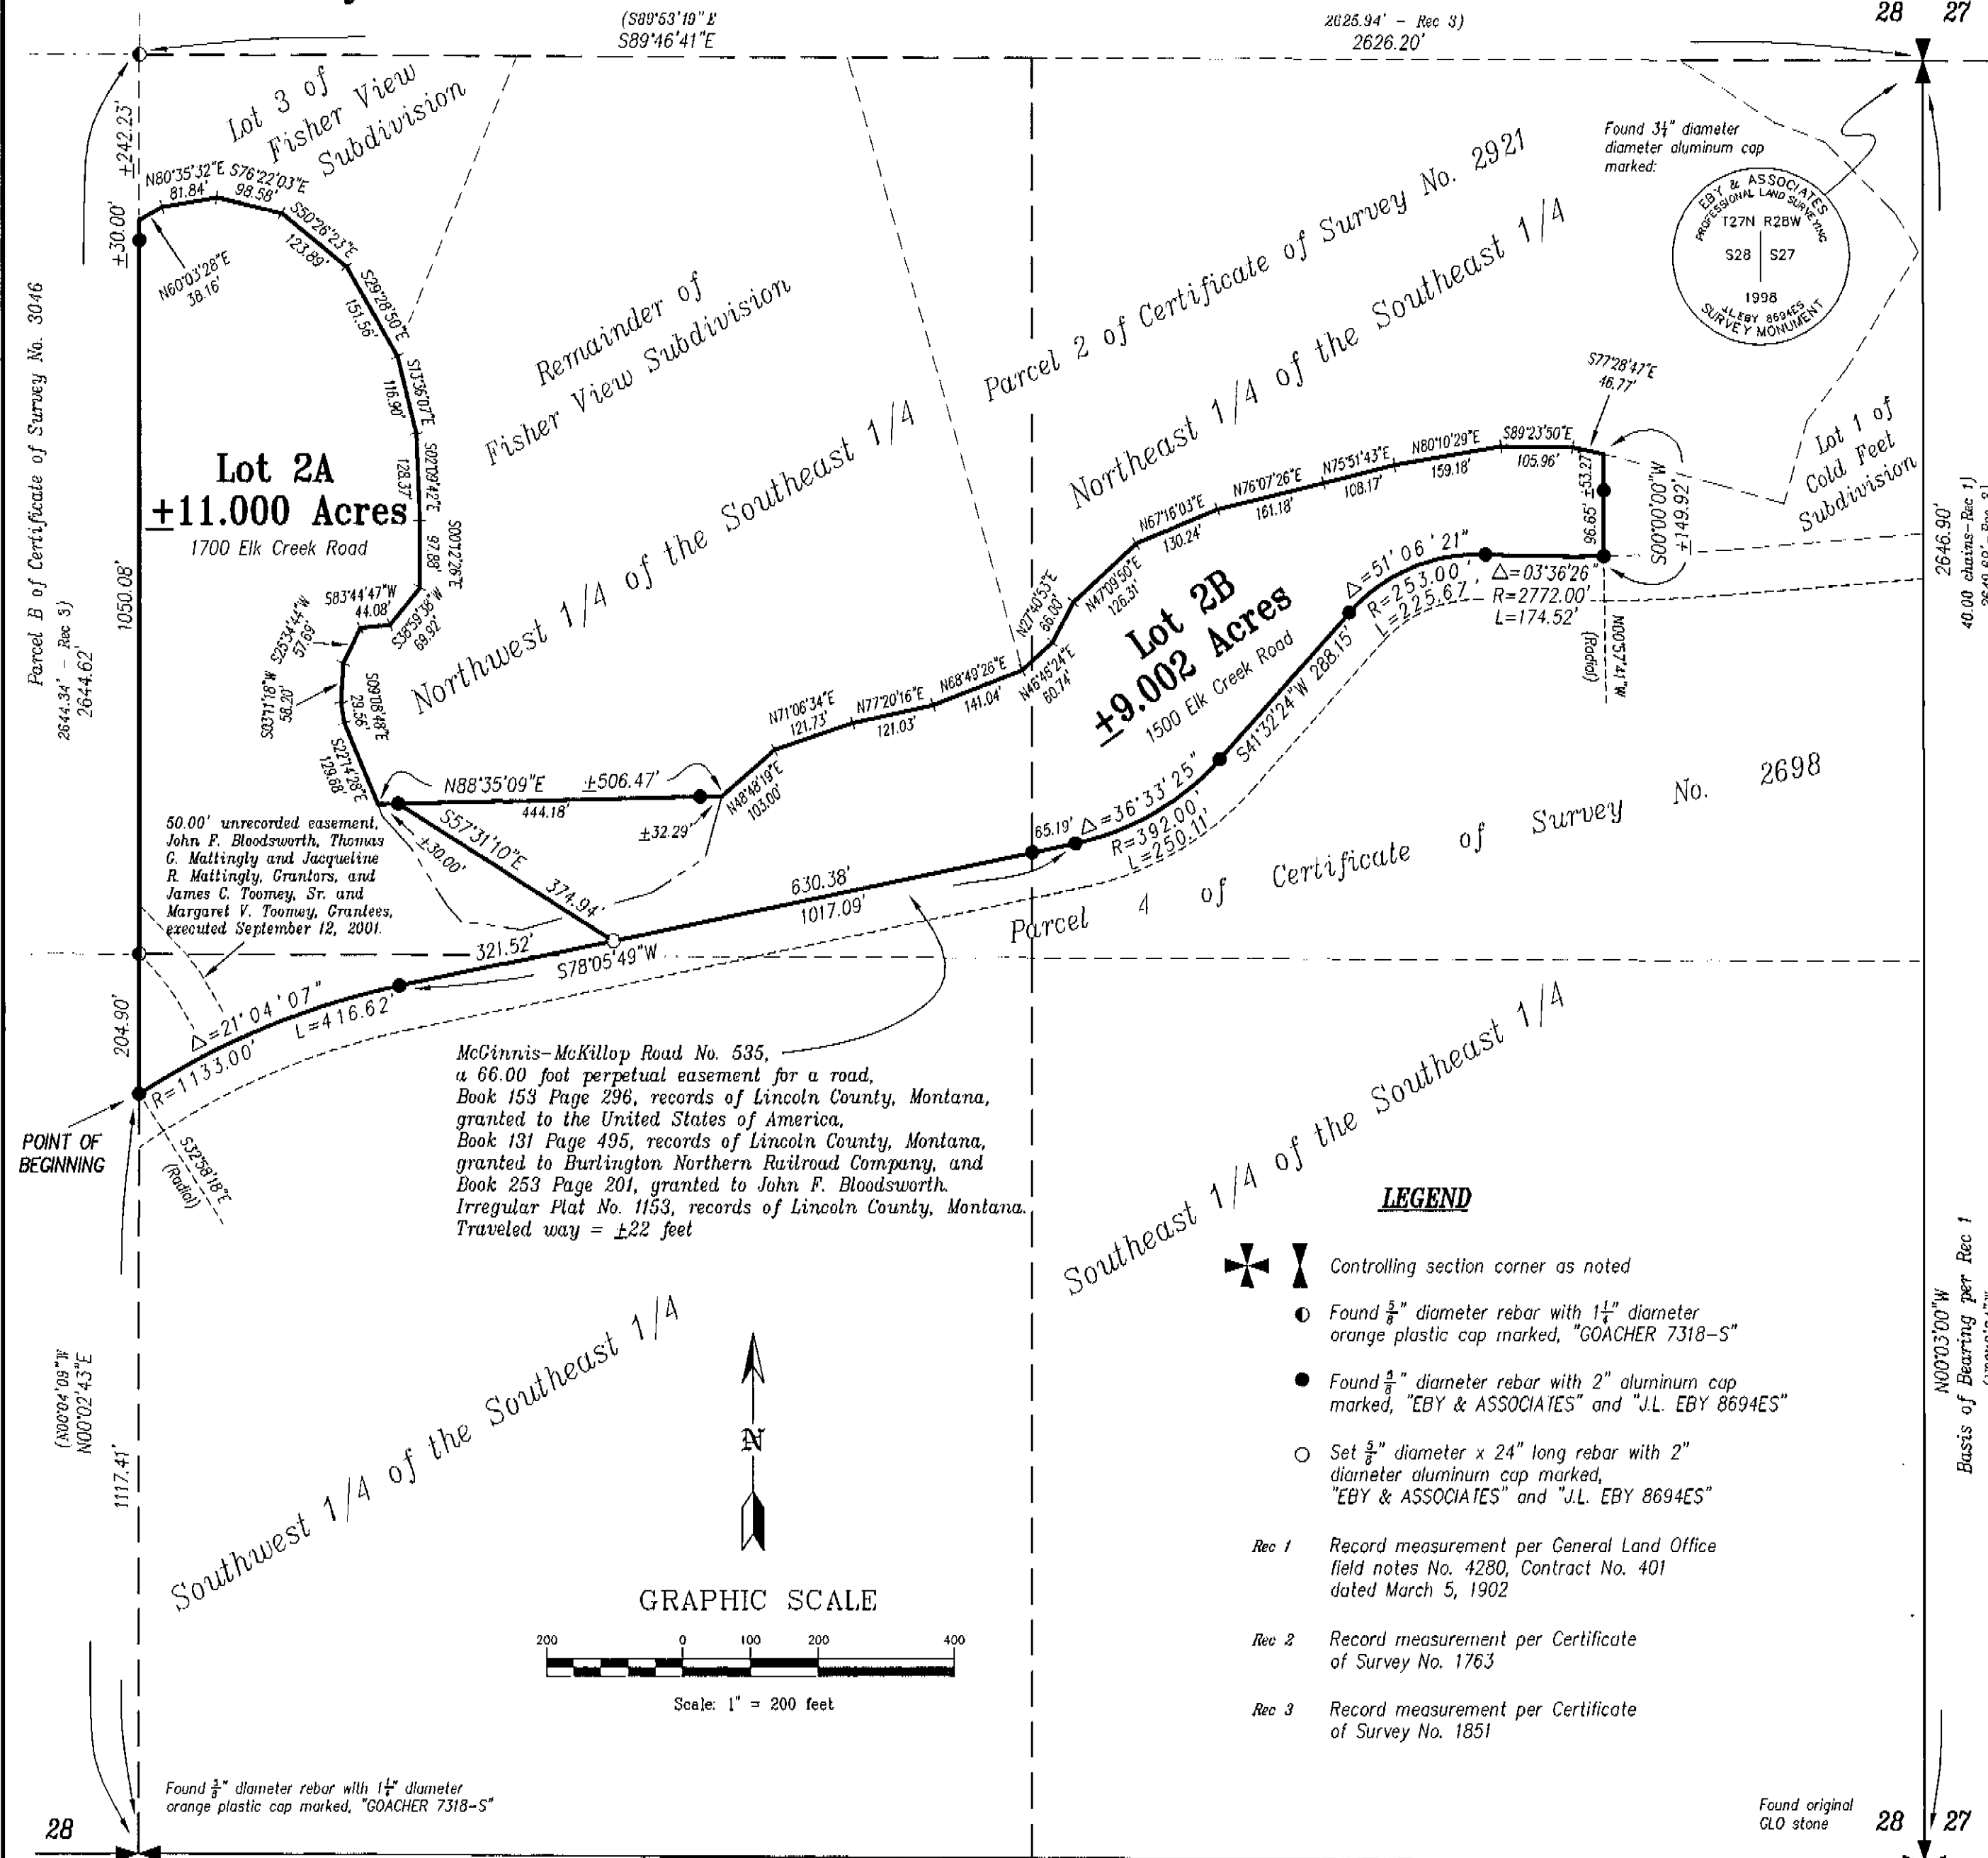 (S89°53'19"E
S89°46'41"E
2625.94' - Rec 3)
2626.20'
28 27
±242.23'
Lot 3 of
Fisher View
Subdivision
N80°35'32"E
81.84'
S76°22'03"E
98.58'
±30.00'
N60°03'28"E
38.16'
S50°26'23"E
123.89'
S29°28'50"E
151.56'
S13°36'07"E
116.90'
S02°09'42"E
128.37'
S00°12'26"E
97.88'
Parcel B of Certificate of Survey No. 3046
2644.34' - Rec 3)
2644.62'
1050.08'
Lot 2A
±11.000 Acres
1700 Elk Creek Road
Remainder of
Fisher View Subdivision
Northwest 1/4 of the Southeast 1/4
Parcel 2 of Certificate of Survey No. 2921
Northeast 1/4 of the Southeast 1/4
Found 3¼" diameter
diameter aluminum cap
marked:
EBY & ASSOCIATES
PROFESSIONAL LAND SURVEYING
T27N R28W
S28 S27
1998
J.L. EBY 8694ES
SURVEY MONUMENT
S77°28'47"E
46.77'
Lot 1 of
Cold Feet
Subdivision
S83°44'47"W
44.08'
S38°59'38"W
69.92'
S25°34'44"W
57.69'
S03°11'18"W
58.20'
S09°08'48"E
29.56'
S22°14'28"E
129.68'
N88°35'09"E ±506.47'
444.18'
±32.29'
±30.00'
S57°31'10"E
374.94'
N48°48'19"E
103.00'
N71°06'34"E
121.73'
N77°20'16"E
121.03'
N68°49'26"E
141.04'
N46°46'24"E
60.74'
N27°40'53"E
66.00'
N47°09'50"E
126.31'
N67°16'03"E
130.24'
N76°07'26"E
161.18'
N75°51'43"E
108.17'
N80°10'29"E
159.18'
S89°23'50"E
105.96'
±53.27'
96.65'
S00°00'00"W
±149.92'
Lot 2B
±9.002 Acres
1500 Elk Creek Road
Δ=51°06'21"
R=253.00'
L=225.67'
Δ=03°36'26"
R=2772.00'
L=174.52'
N00°57'41"W
(Radial)
S41°32'24"W 288.15'
Δ=36°33'25"
R=392.00'
L=250.11'
65.19'
630.38'
1017.09'
321.52'
S78°05'49"W
2646.90'
40.00 chains-Rec 1)
Parcel 4 of Certificate of Survey No. 2698
50.00' unrecorded easement,
John F. Bloodsworth, Thomas
G. Mattingly and Jacqueline
R. Mattingly, Grantors, and
James C. Toomey, Sr. and
Margaret V. Toomey, Grantees,
executed September 12, 2001.
204.90'
Δ=21°04'07"
L=416.62'
R=1133.00'
POINT OF
BEGINNING
S32°58'18"E
(Radial)
McGinnis-McKillop Road No. 535,
a 66.00 foot perpetual easement for a road,
Book 153 Page 296, records of Lincoln County, Montana,
granted to the United States of America,
Book 131 Page 495, records of Lincoln County, Montana,
granted to Burlington Northern Railroad Company, and
Book 253 Page 201, granted to John F. Bloodsworth.
Irregular Plat No. 1153, records of Lincoln County, Montana.
Traveled way = ±22 feet
Southeast 1/4 of the Southeast 1/4
Southwest 1/4 of the Southeast 1/4
(N00°04'09"W
N00°02'43"E
1117.41'
N
GRAPHIC SCALE
200 0 100 200 400
Scale: 1" = 200 feet
LEGEND
Controlling section corner as noted
Found ⅝" diameter rebar with 1¼" diameter
orange plastic cap marked, "GOACHER 7318-S"
Found ⅝" diameter rebar with 2" aluminum cap
marked, "EBY & ASSOCIATES" and "J.L. EBY 8694ES"
Set ⅝" diameter x 24" long rebar with 2"
diameter aluminum cap marked,
"EBY & ASSOCIATES" and "J.L. EBY 8694ES"
Rec 1 Record measurement per General Land Office
field notes No. 4280, Contract No. 401
dated March 5, 1902
Rec 2 Record measurement per Certificate
of Survey No. 1763
Rec 3 Record measurement per Certificate
of Survey No. 1851
N00°03'00"W
Basis of Bearing per Rec 1
Found ⅝" diameter rebar with 1¼" diameter
orange plastic cap marked, "GOACHER 7318-S"
28
Found original
GLO stone
28 27